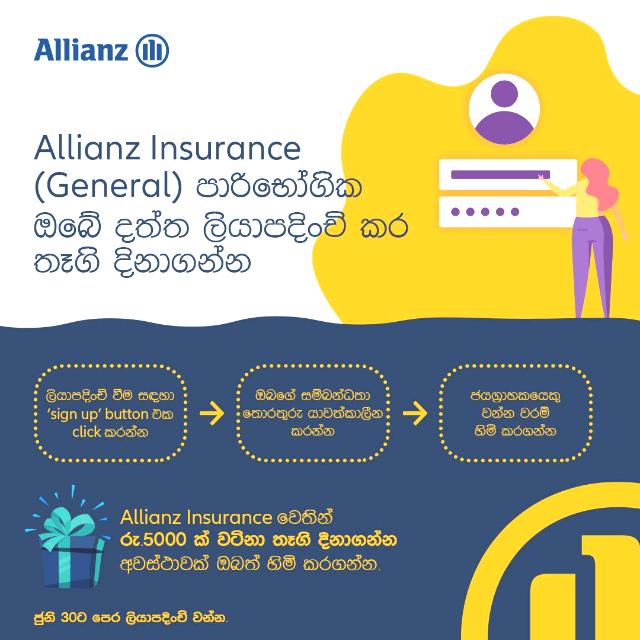 Allianz
Allianz Insurance
(General) පාරිභෝගික
ඔබේ දත්ත ලියාපදිංචි කර
තෑගි දිනාගන්න
ලියාපදිංචි වීම සඳහා
'sign up' button එක
click කරන්න
ඔබගේ සම්බන්ධතා
තොරතුරු යාවත්කාලීන
කරන්න
ජයග්‍රාහකයෙකු
වන්න වරම්
හිමි කරගන්න
Allianz Insurance වෙතින්
රු.5000 ක් වටිනා තෑගි දිනාගන්න
අවස්ථාවක් ඔබත් හිමි කරගන්න.
ජුනි 30ට පෙර ලියාපදිංචි වන්න.